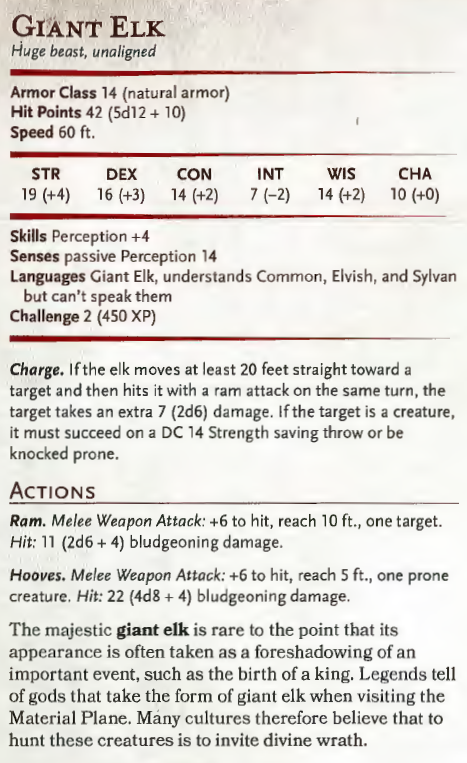 GIANT ELK
Huge beast, unaligned
Armor Class 14 (natural armor)
Hit Points 42 (5d12 + 10)
Speed 60 ft.
STR DEX CON INT WIS CHA
19 (+4) 16 (+3) 14 (+2) 7 (−2) 14 (+2) 10 (+0)
Skills Perception +4
Senses passive Perception 14
Languages Giant Elk, understands Common, Elvish, and Sylvan
but can't speak them
Challenge 2 (450 XP)
Charge. If the elk moves at least 20 feet straight toward a
target and then hits it with a ram attack on the same turn, the
target takes an extra 7 (2d6) damage. If the target is a creature,
it must succeed on a DC 14 Strength saving throw or be
knocked prone.
ACTIONS
Ram. Melee Weapon Attack: +6 to hit, reach 10 ft., one target.
Hit: 11 (2d6 + 4) bludgeoning damage.
Hooves. Melee Weapon Attack: +6 to hit, reach 5 ft., one prone
creature. Hit: 22 (4d8 + 4) bludgeoning damage.
The majestic giant elk is rare to the point that its
appearance is often taken as a foreshadowing of an
important event, such as the birth of a king. Legends tell
of gods that take the form of giant elk when visiting the
Material Plane. Many cultures therefore believe that to
hunt these creatures is to invite divine wrath.